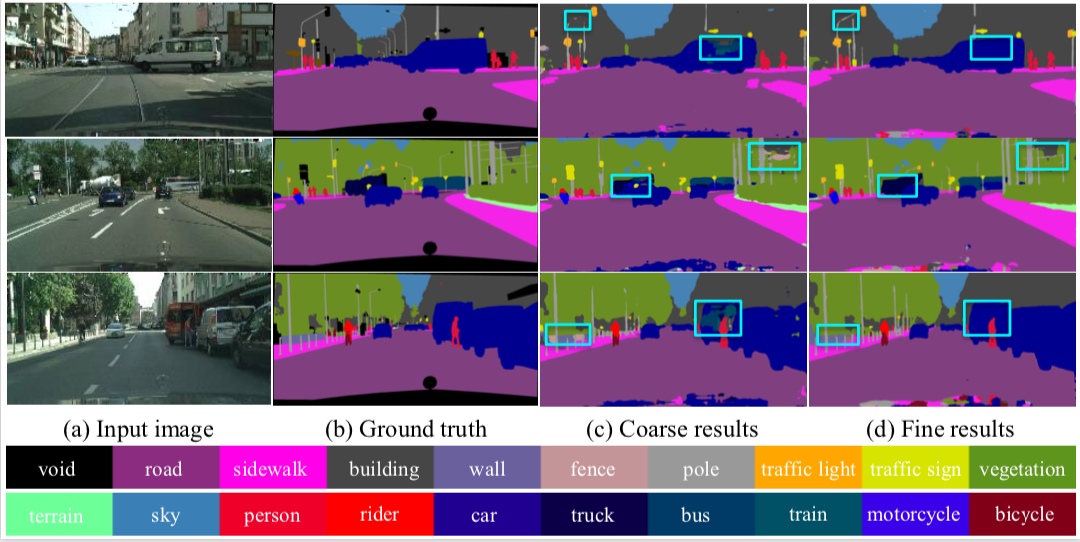 (a) Input image (b) Ground truth (c) Coarse results (d) Fine results
void road sidewalk building wall fence pole traffic light traffic sign vegetation
terrain sky person rider car truck bus train motorcycle bicycle